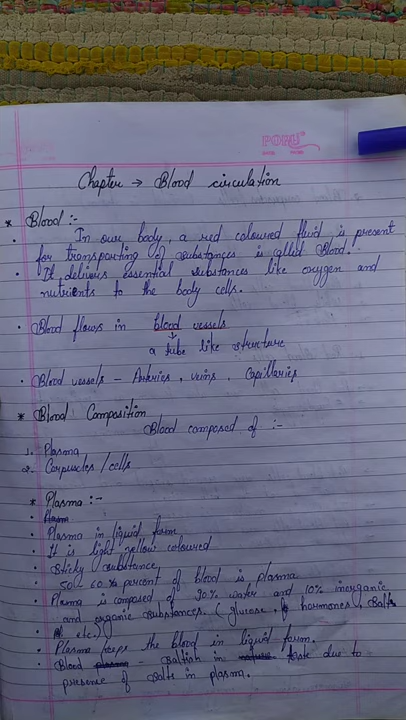 POPU
Chapter → Blood circulation
* Blood :-
· In our body, a red coloured fluid is present
for transporting of substances is called Blood.
· It delivers essential substances like oxygen and
nutrients to the body cells.
· Blood flows in blood vessels
↓
a tube like structure
· Blood vessels - Arteries, veins, Capillaries
* Blood Composition
Blood composed of :-
1. Plasma
2. Corpuscles / cells
* Plasma :-
· Plasma in liquid form
· It is light yellow coloured
· Sticky substance
· 50 - 60 % percent of blood is plasma
· Plasma is composed of 90% water and 10% inorganic
and organic substances. ( glucose, hormones, salts
etc.)
· Plasma keeps the blood in liquid form.
· Blood - saltish in taste due to
presence of salts in plasma.